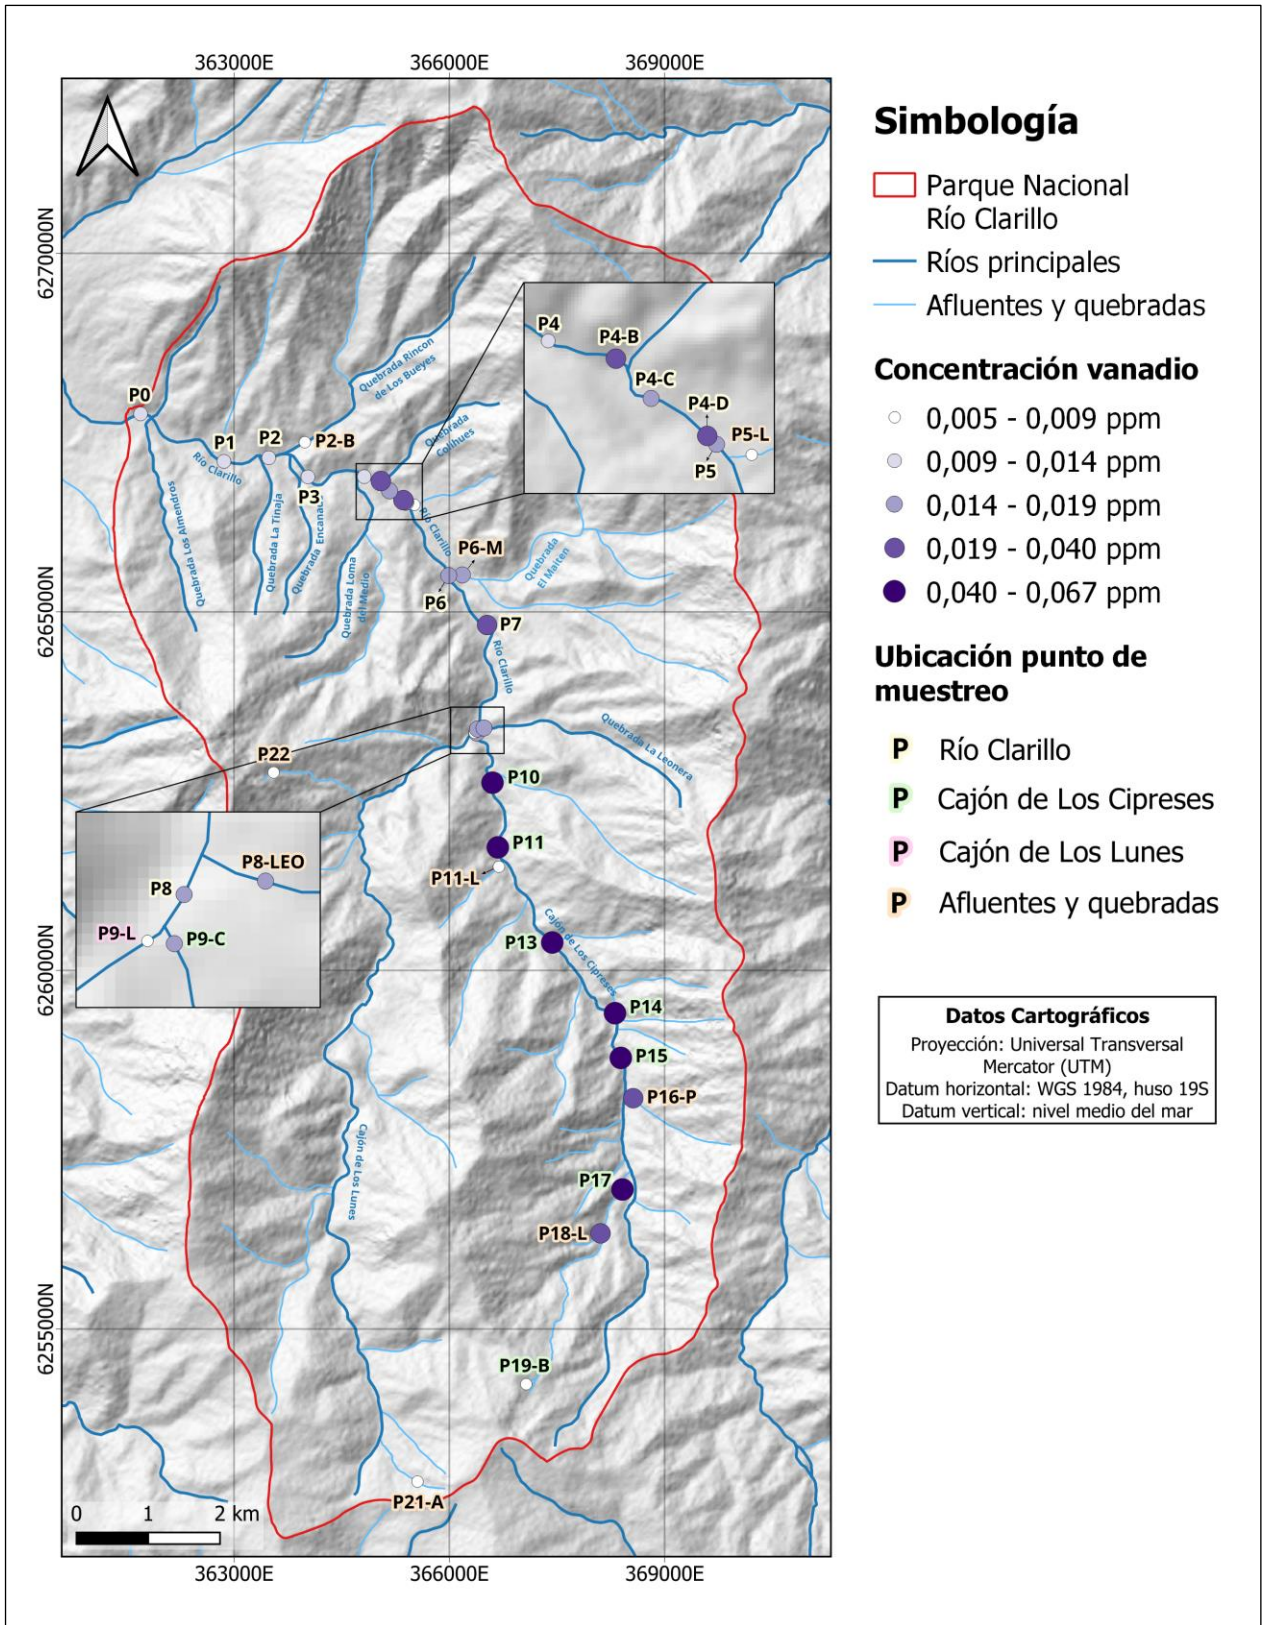 363000E
366000E
369000E
6270000N
6265000N
6260000N
6255000N
P0
P1
P2
P2-B
P3
Río Clarillo
Quebrada Rincon
de Los Bueyes
Quebrada
Colihues
Quebrada Los Almendros
Quebrada La Tinaja
Quebrada Encanad
Quebrada Loma
del Medio
P4
P4-B
P4-C
P4-D
P5-L
P5
Río Clarillo
P6-M
Quebrada
El Maiten
P6
P7
Río Clarillo
Quebrada La Leonera
P22
P10
P11
P11-L
P8-LEO
P8
P9-L
P9-C
Cajón de Los Cipreses
P13
P14
P15
P16-P
Cajón de Los Lunes
P17
P18-L
P19-B
P21-A
0 1 2 km
363000E
366000E
369000E
Simbología
Parque Nacional
Río Clarillo
Ríos principales
Afluentes y quebradas
Concentración vanadio
0,005 - 0,009 ppm
0,009 - 0,014 ppm
0,014 - 0,019 ppm
0,019 - 0,040 ppm
0,040 - 0,067 ppm
Ubicación punto de
muestreo
P Río Clarillo
P Cajón de Los Cipreses
P Cajón de Los Lunes
P Afluentes y quebradas
Datos Cartográficos
Proyección: Universal Transversal
Mercator (UTM)
Datum horizontal: WGS 1984, huso 19S
Datum vertical: nivel medio del mar